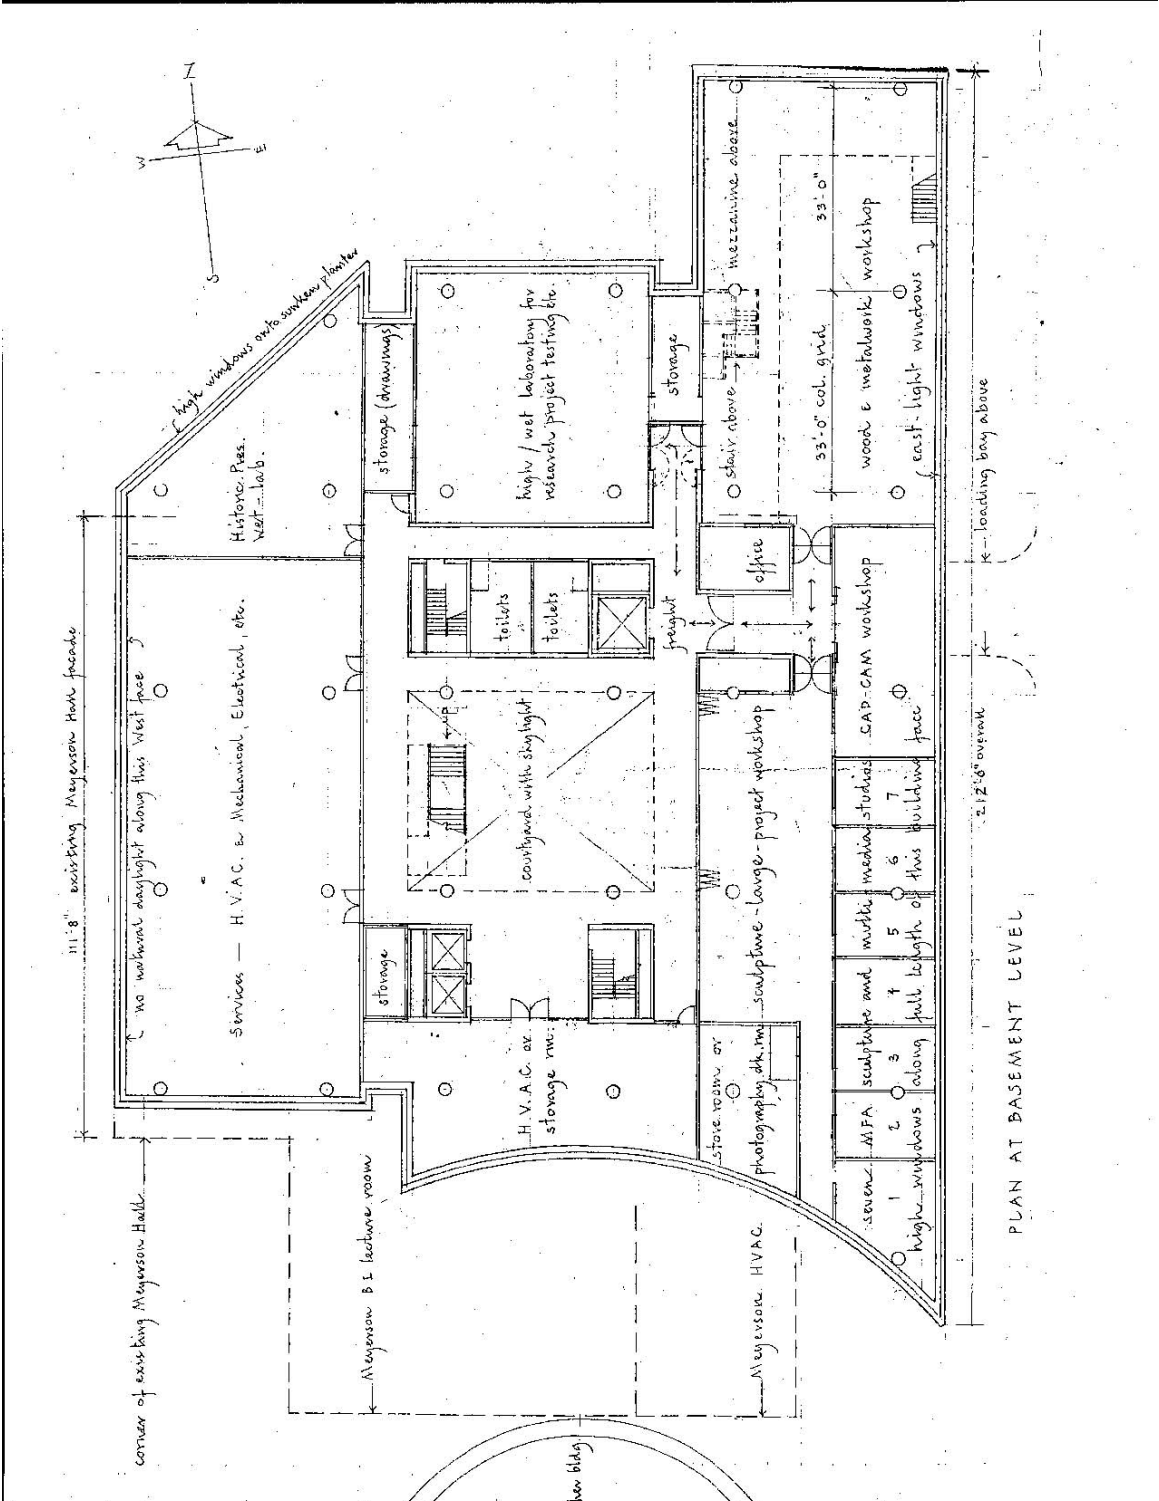 N
W
E
S
high windows onto sunken planter
111'-8" existing Meyerson Hall facade
no natural daylight along this West face
Historic Pres.
Wet-Lab.
Services — H.V.A.C. & Mechanical, Electrical, etc.
storage (drawings)
high / wet laboratory for
research project testing etc.
storage
mezzanine above
stair above
33'-0" col. grid
33'-0"
wood & metalwork workshop
east-light windows
toilets
toilets
freight
office
loading bay above
CAD-CAM workshop
up
courtyard with skylight
sculpture-large-project workshop
storage
H.V.A.C. or
storage rm.
store room or
photography dk. rm
seven MFA sculpture and multi-media studios
1 2 3 4 5 6 7
high windows along full length of this building face
212'-6" overall
PLAN AT BASEMENT LEVEL
corner of existing Meyerson Hall
Meyerson B1 lecture room
Meyerson HVAC
bldg.